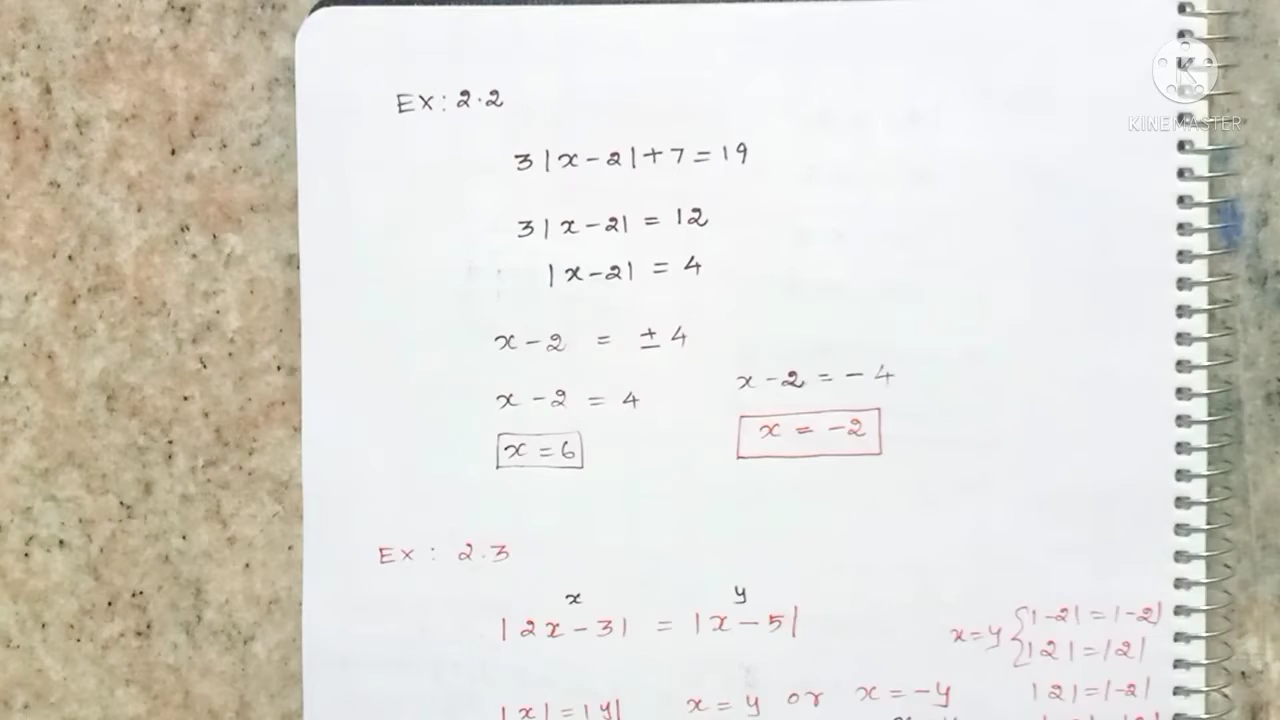 EX: 2.2
KINEMASTER
3|x-2|+7=19
3|x-2| = 12
|x-2| = 4
x-2 = ±4
x-2 = 4
x-2 = -4
x = 6
x = -2
Ex: 2.3
x y
|2x-3| = |x-5|
x=y { |-2|=|-2|
|2|=|2|
|x|=|y| x=y or x=-y |2|=|-2|